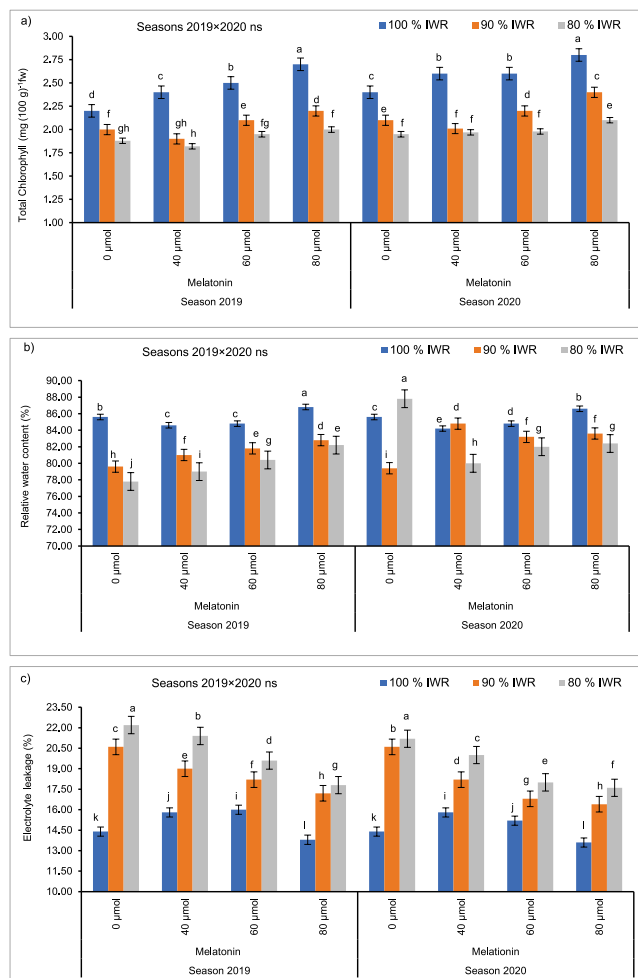 a) Seasons 2019×2020 ns 100 % IWR 90 % IWR 80 % IWR
Total Chlorophyll (mg (100 g)⁻¹fw)
3.00
2.75
2.50
2.25
2.00
1.75
1.50
1.25
1.00
d f gh c gh h b e fg a d f c e f b f f b d f a c e
0 µmol 40 µmol 60 µmol 80 µmol 0 µmol 40 µmol 60 µmol 80 µmol
Melatonin Melatonin
Season 2019 Season 2020
b) Seasons 2019×2020 ns 100 % IWR 90 % IWR 80 % IWR
Relative water content (%)
90.00
88.00
86.00
84.00
82.00
80.00
78.00
76.00
74.00
72.00
70.00
b h j c f i c e g a d e c i a e d h d f g b f g
0 µmol 40 µmol 60 µmol 80 µmol 0 µmol 40 µmol 60 µmol 80 µmol
Melatonin Melatonin
Season 2019 Season 2020
c) Seasons 2019×2020 ns 100 % IWR 90 % IWR 80 % IWR
Electrolyte leakage (%)
23.50
22.00
20.50
19.00
17.50
16.00
14.50
13.00
11.50
10.00
k c a j e b i f d l h g k b a i d c j g e l h f
0 µmol 40 µmol 60 µmol 80 µmol 0 µmol 40 µmol 60 µmol 80 µmol
Melatonin Melatonin
Season 2019 Season 2020